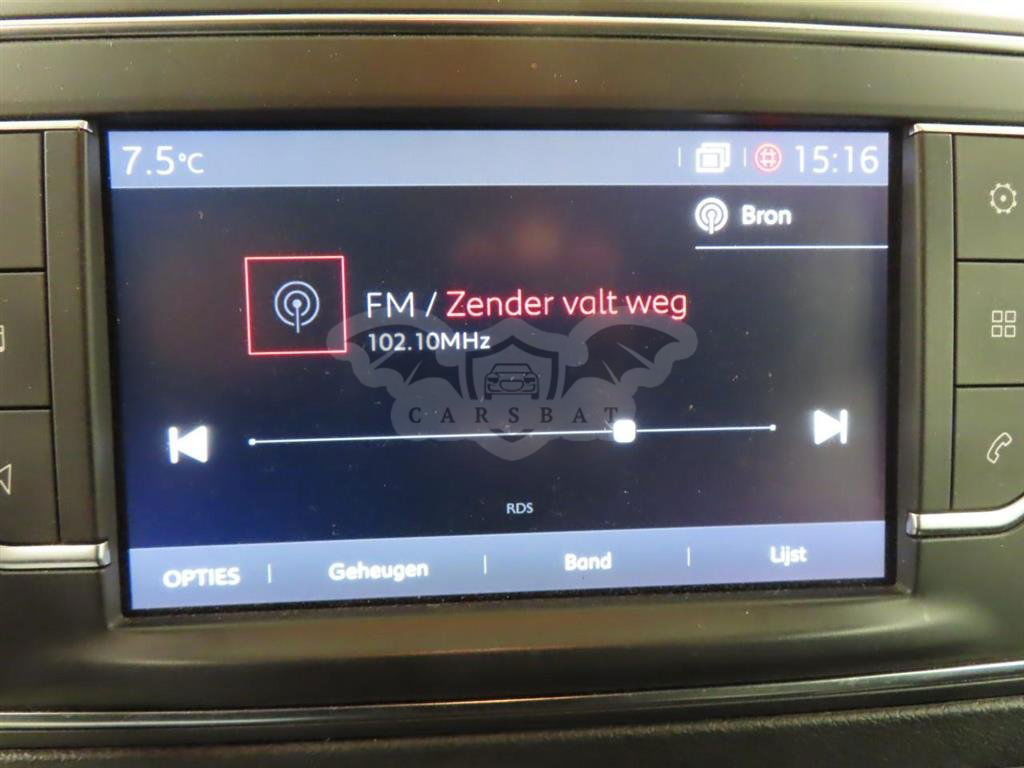 7.5°C
15:16
Bron
FM / Zender valt weg
102.10MHz
CARSBAT
RDS
OPTIES
Geheugen
Band
Lijst